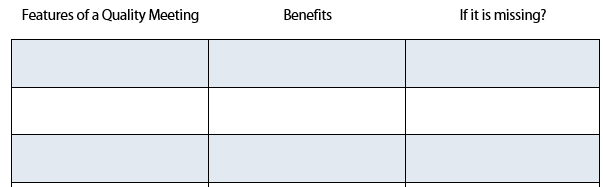 Features of a Quality Meeting Benefits If it is missing?